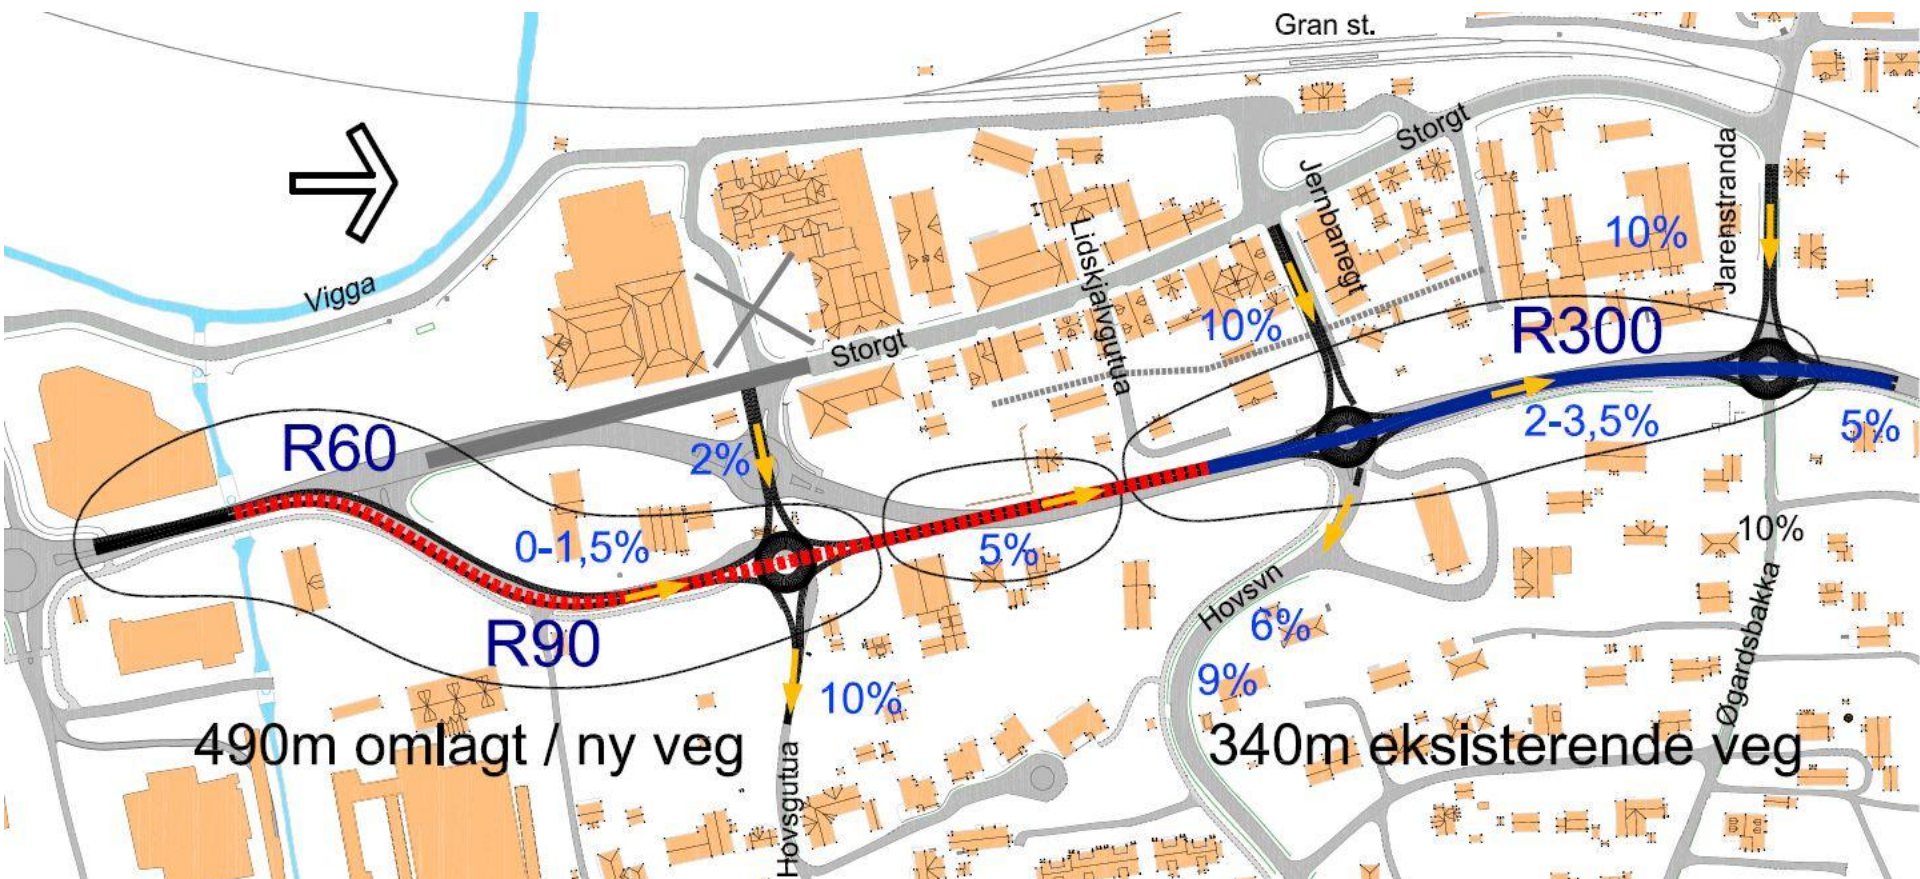 Gran st.
Storgt
Jarenstranda
Jernbanegt
Lidskjalvgutua
10%
Vigga
10%
R300
Storgt
R60
2%
2-3,5%
5%
0-1,5%
5%
10%
Hovsvn
R90
6%
9%
10%
Øgardsbakka
490m omlagt / ny veg
340m eksisterende veg
Hovsgutua